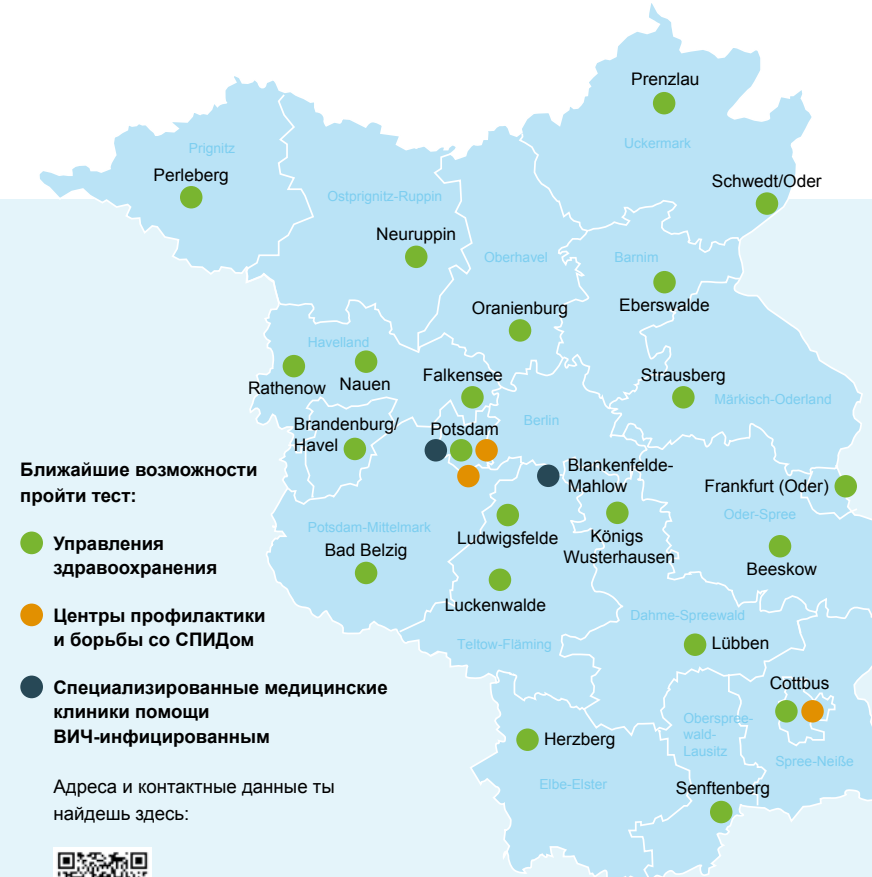 Prenzlau
Uckermark
Prignitz
Perleberg
Schwedt/Oder
Ostprignitz-Ruppin
Neuruppin
Oberhavel
Barnim
Oranienburg
Eberswalde
Havelland
Rathenow
Nauen
Falkensee
Strausberg
Märkisch-Oderland
Berlin
Brandenburg/
Havel
Potsdam
Blankenfelde-
Mahlow
Frankfurt (Oder)
Oder-Spree
Potsdam-Mittelmark
Bad Belzig
Ludwigsfelde
Königs
Wusterhausen
Beeskow
Luckenwalde
Dahme-Spreewald
Teltow-Fläming
Lübben
Cottbus
Oberspree-
wald-
Lausitz
Spree-Neiße
Herzberg
Elbe-Elster
Senftenberg
Ближайшие возможности
пройти тест:
Управления
здравоохранения
Центры профилактики
и борьбы со СПИДом
Специализированные медицинские
клиники помощи
ВИЧ-инфицированным
Адреса и контактные данные ты
найдешь здесь: